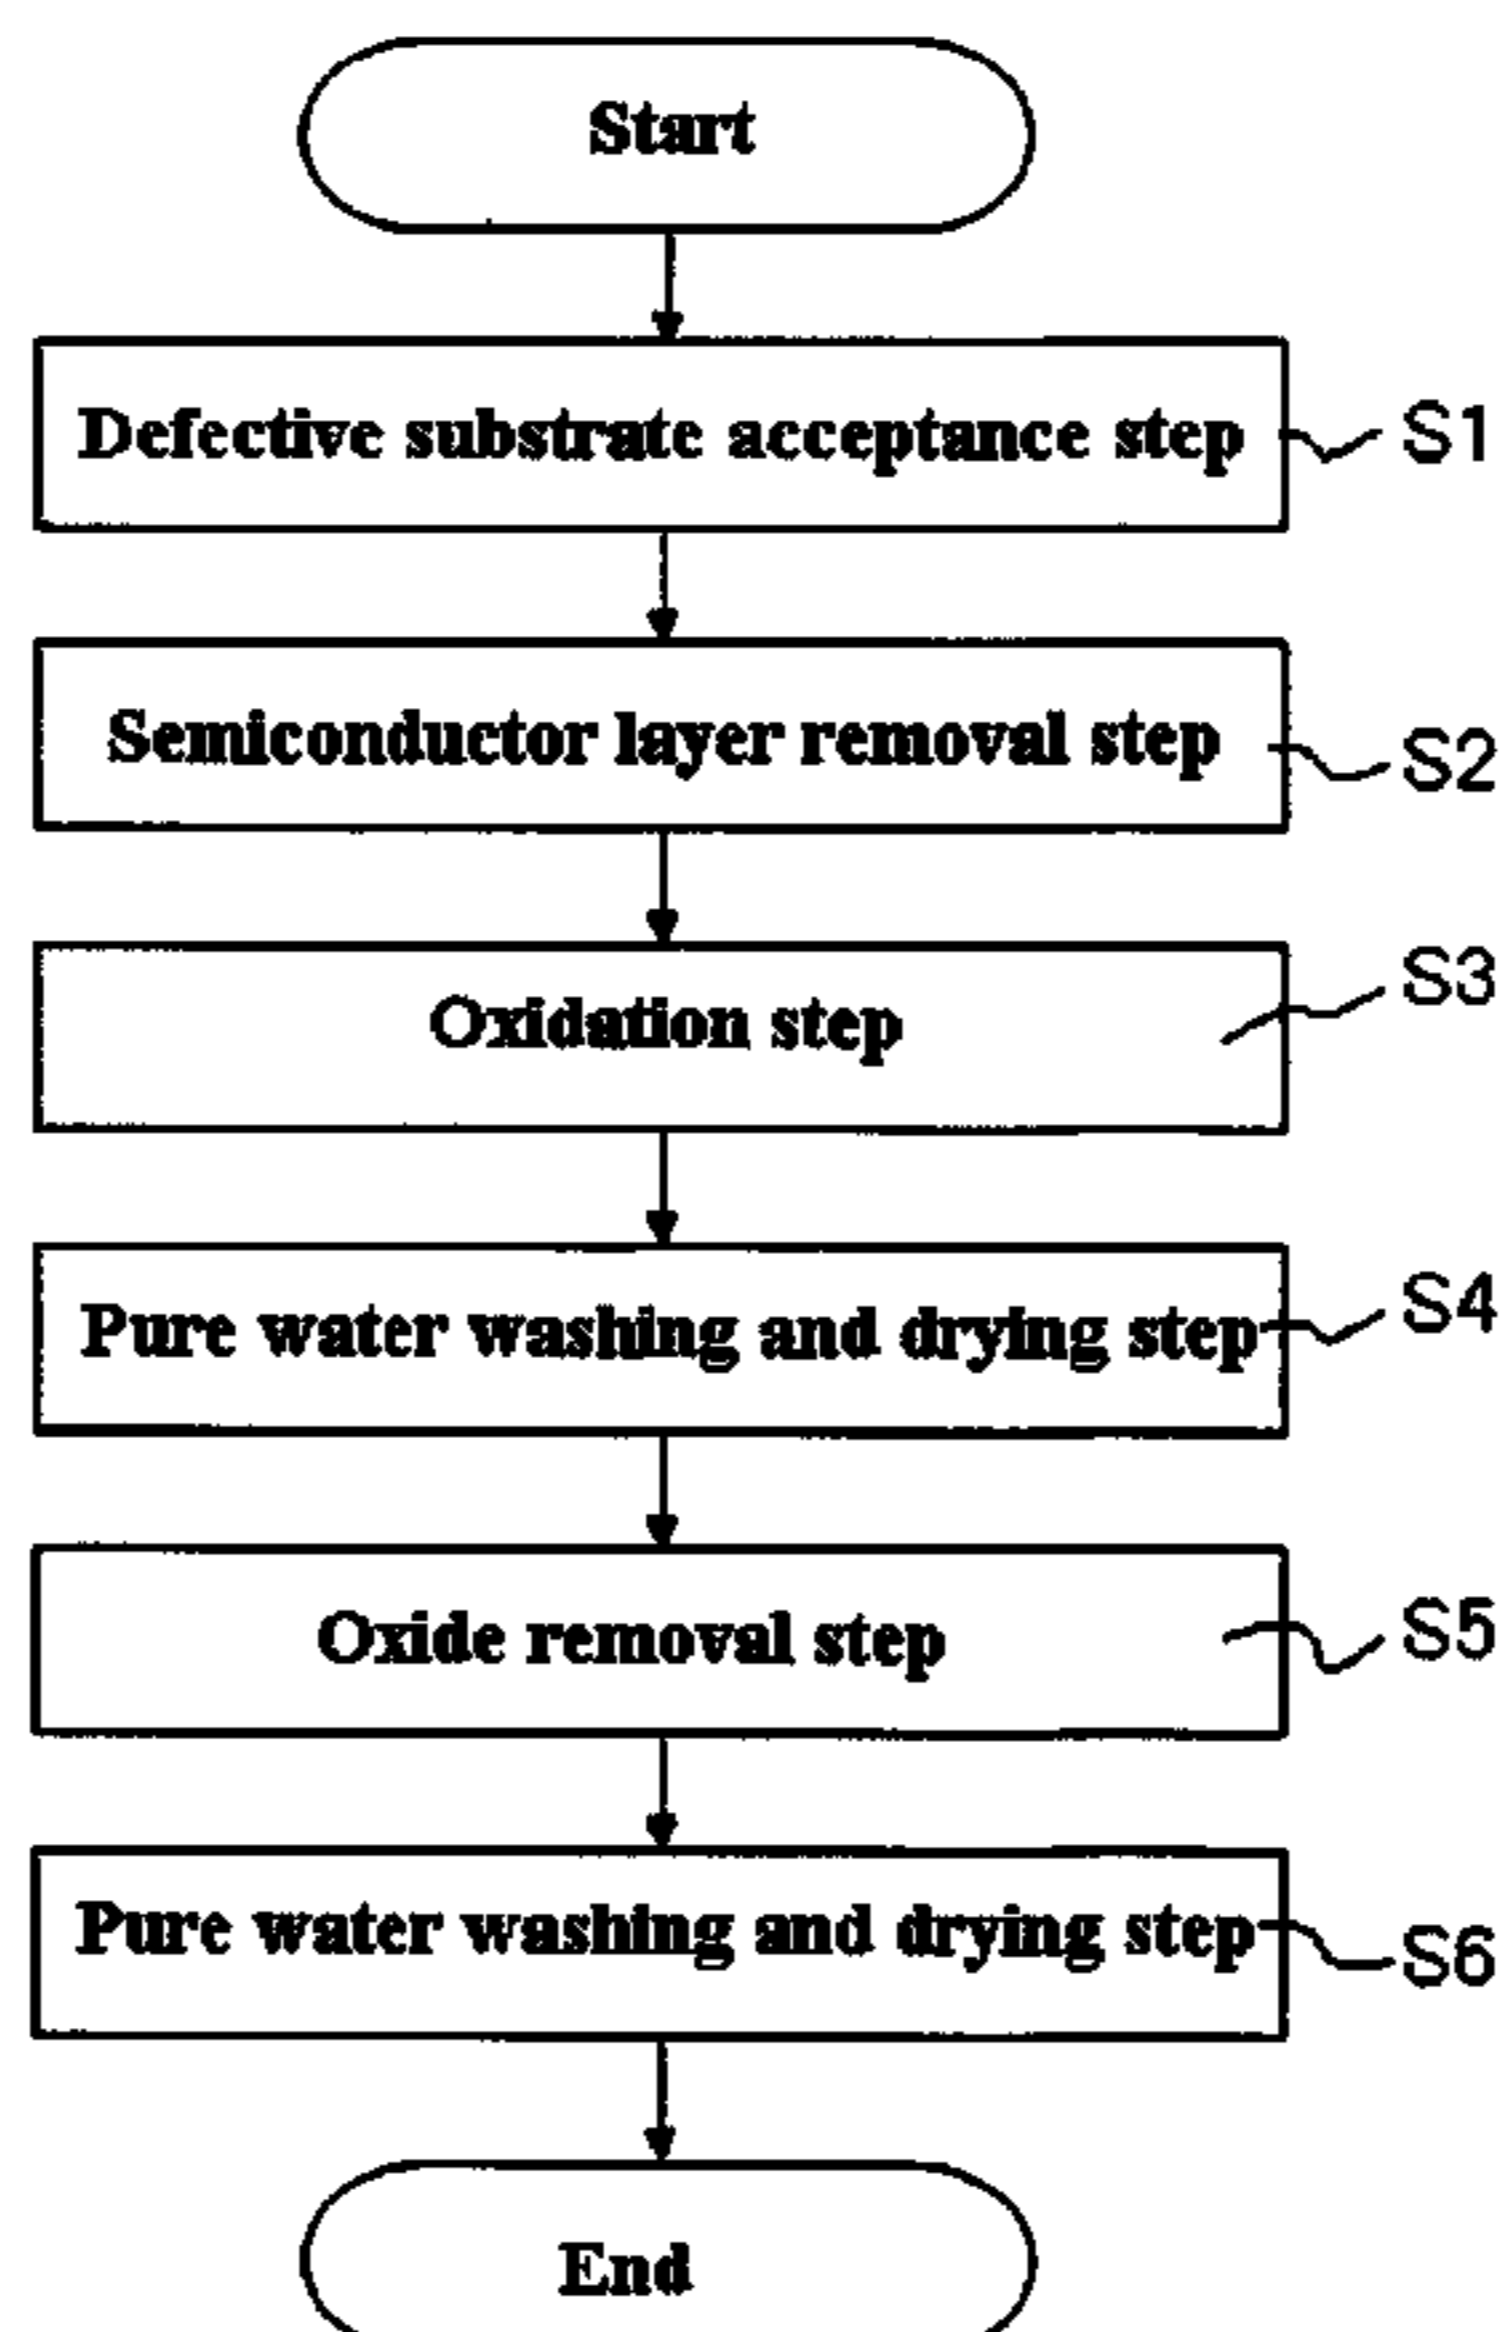 Start
Defective substrate acceptance step
S1
Semiconductor layer removal step
S2
Oxidation step
S3
Pure water washing and drying step
S4
Oxide removal step
S5
Pure water washing and drying step
S6
End